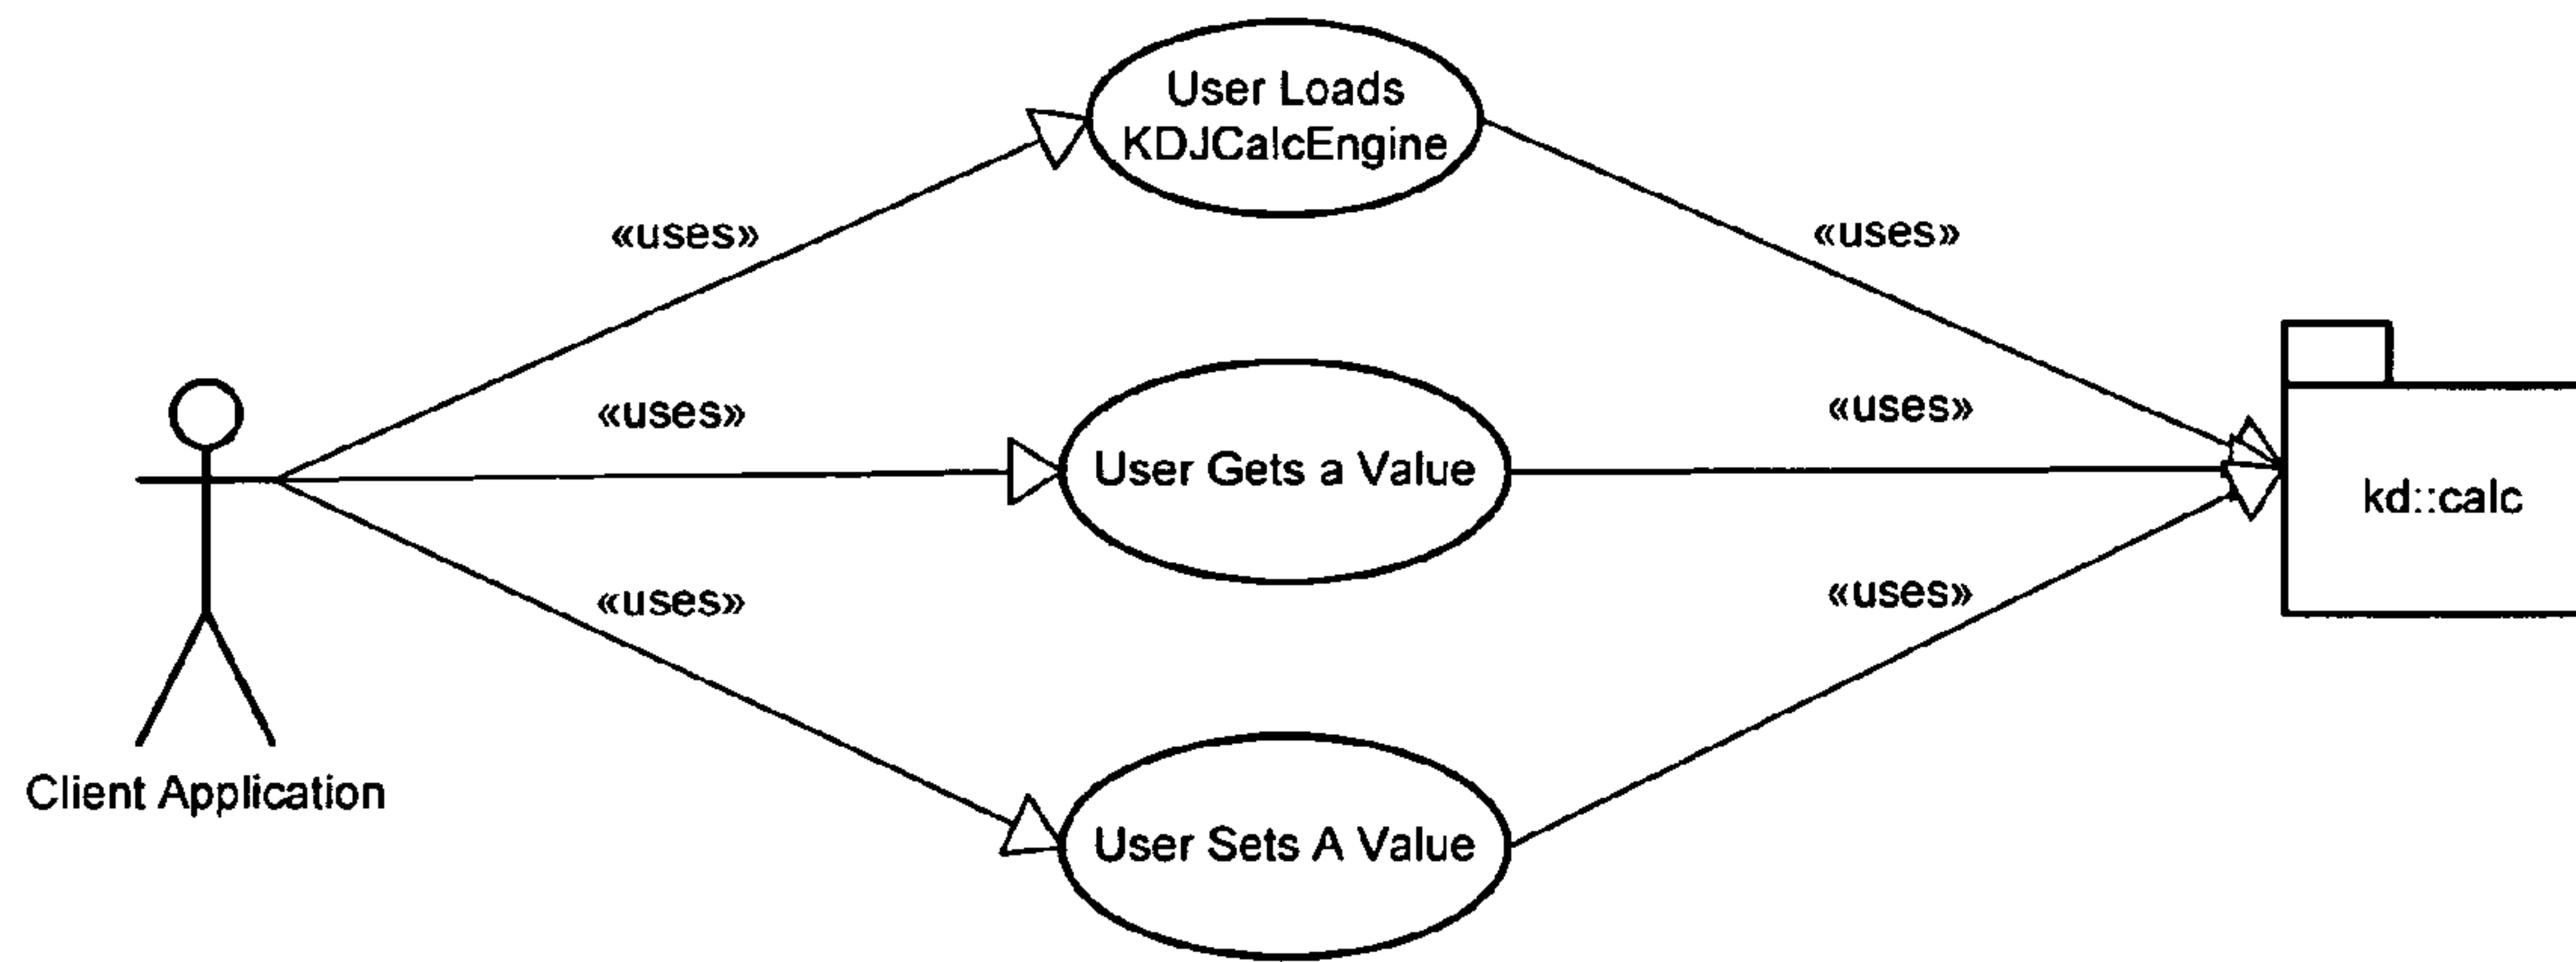 User Loads
KDJCalcEngine
«uses»
«uses»
«uses»
«uses»
User Gets a Value
kd::calc
«uses»
«uses»
Client Application
User Sets A Value